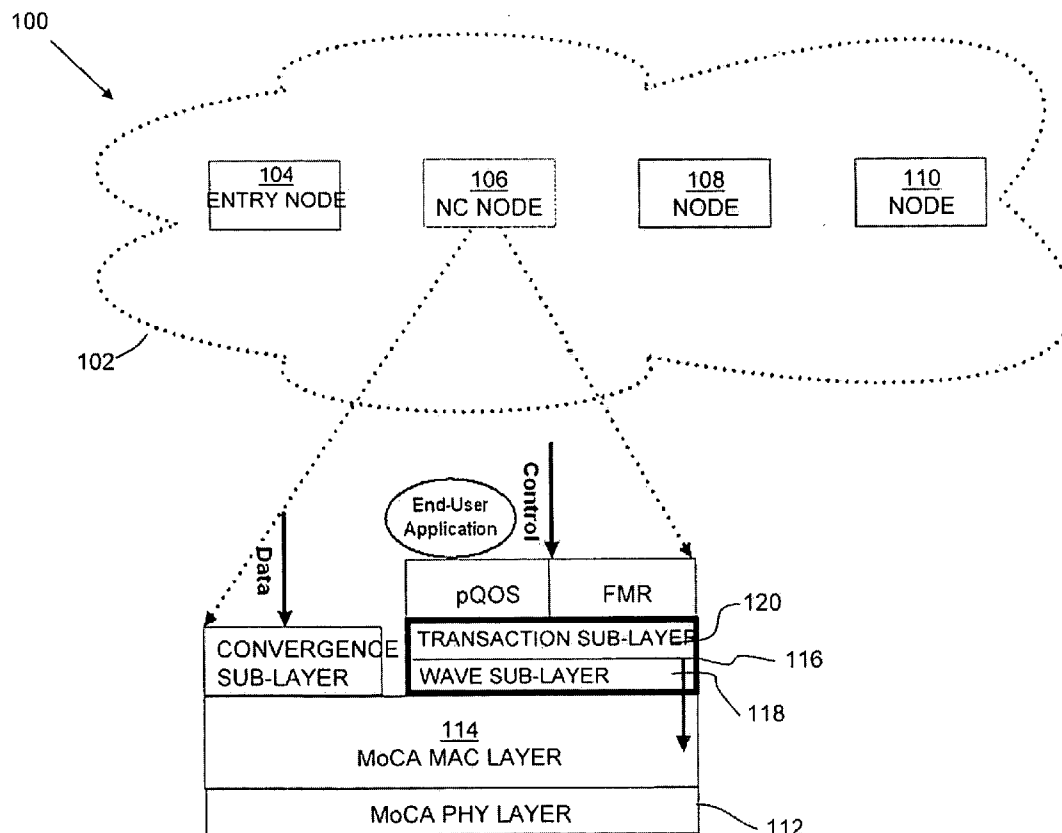 100
104
ENTRY NODE
106
NC NODE
108
NODE
110
NODE
102
End-User
Application
Control
Data
pQOS
FMR
120
CONVERGENCE
SUB-LAYER
TRANSACTION SUB-LAYER
116
WAVE SUB-LAYER
118
114
MoCA MAC LAYER
MoCA PHY LAYER
112